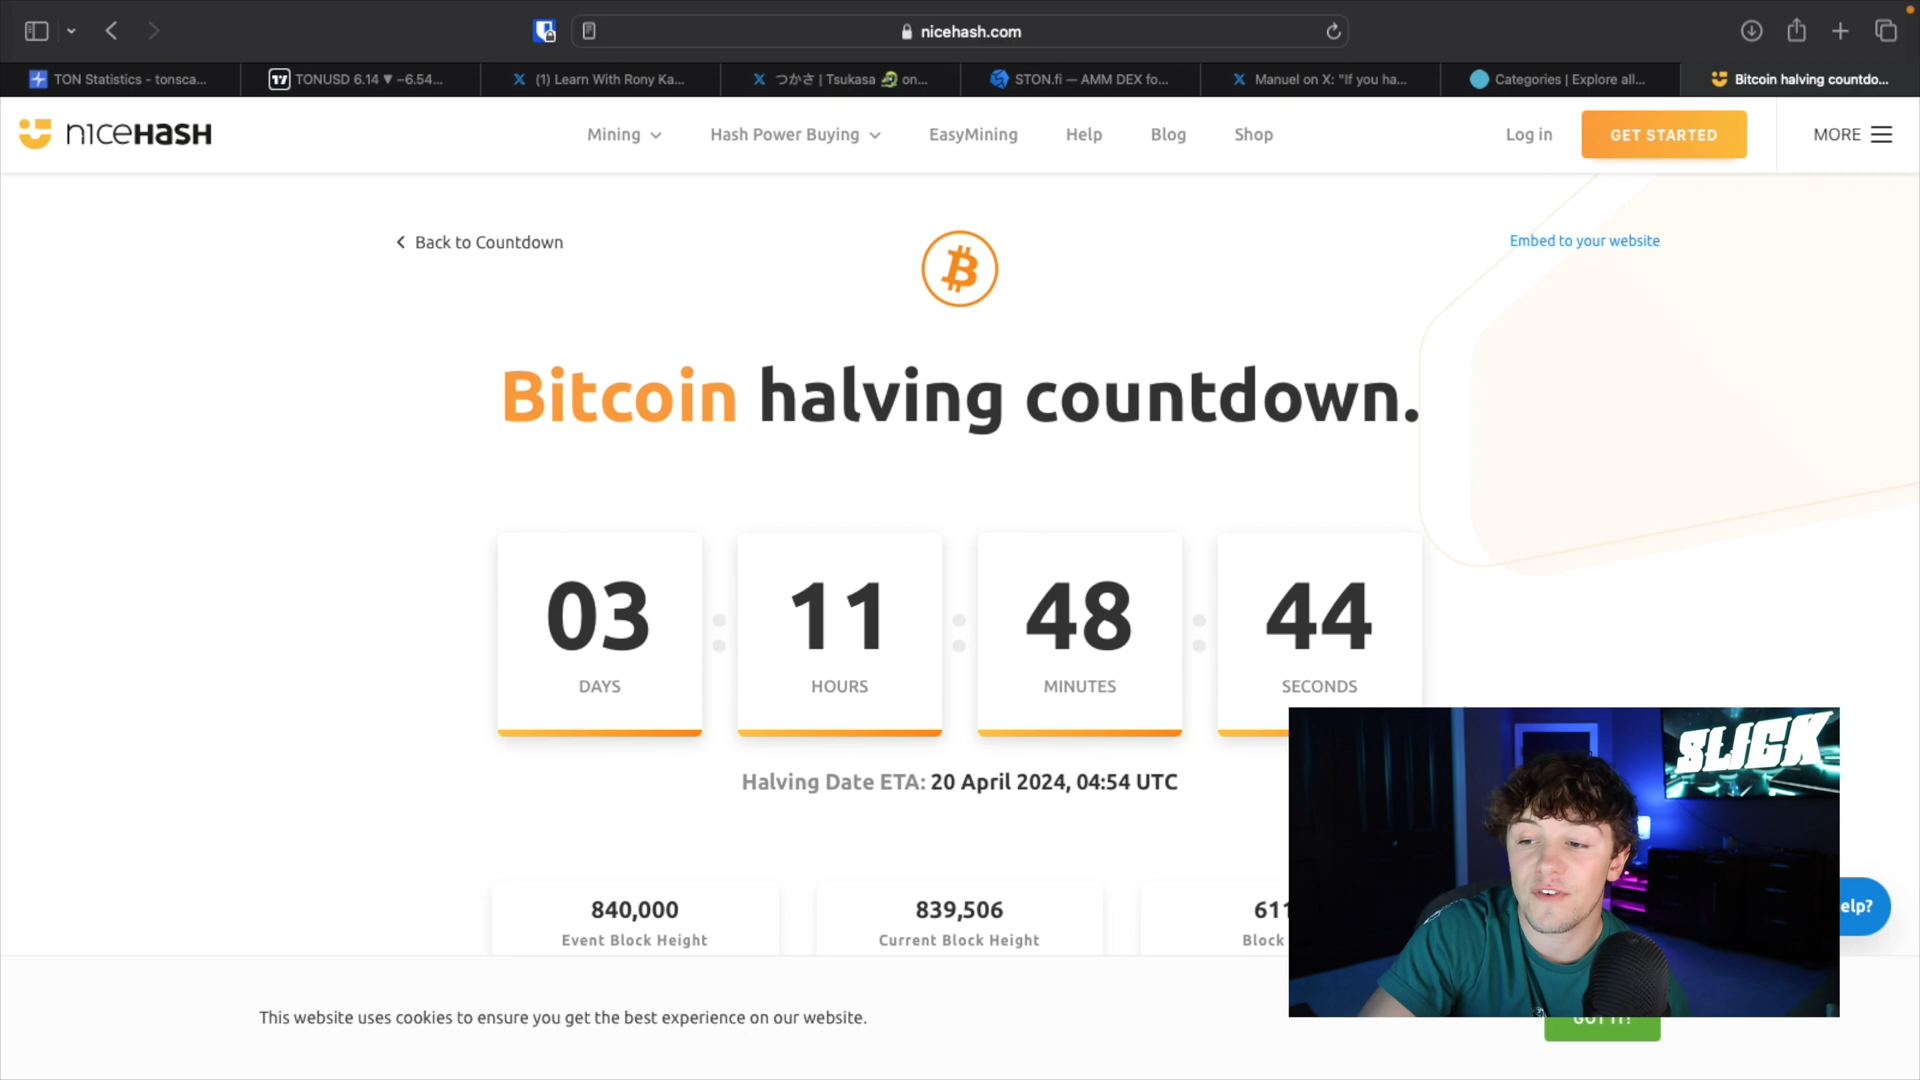 nicehash.com
TON Statistics - tonsca...
TONUSD 6.14 ▼ −6.54...
(1) Learn With Rony Ka...
つかさ | Tsukasa 🐊 on...
STON.fi — AMM DEX fo...
Manuel on X: "If you ha...
Categories | Explore all...
Bitcoin halving countdo...
nıceHASH
Mining
Hash Power Buying
EasyMining
Help
Blog
Shop
Log in
GET STARTED
MORE
Back to Countdown
Embed to your website
Bitcoin halving countdown.
03 : 11 : 48 : 44
DAYS HOURS MINUTES SECONDS
Halving Date ETA: 20 April 2024, 04:54 UTC
840,000
Event Block Height
839,506
Current Block Height
611
Block
SLICK
elp?
This website uses cookies to ensure you get the best experience on our website.
GOT IT!